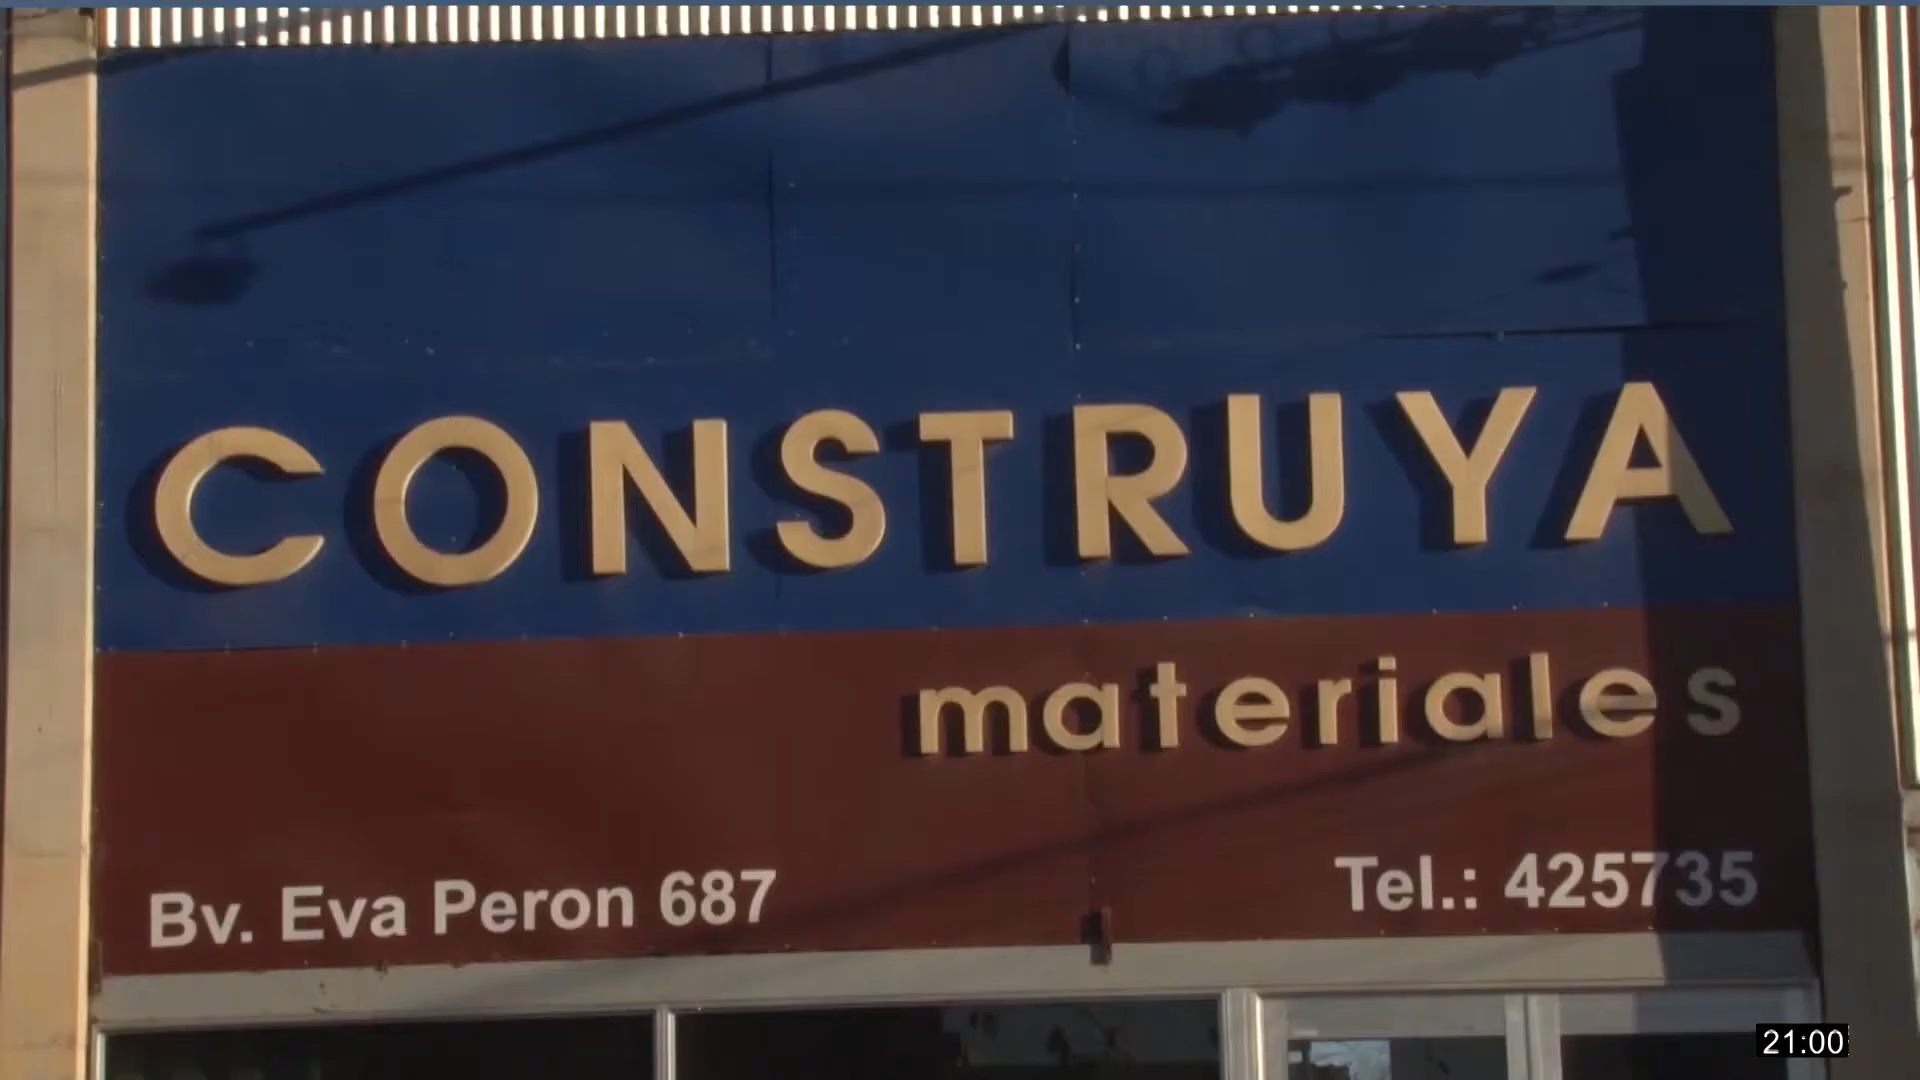 CONSTRUYA
materiales
Bv. Eva Peron 687
Tel.: 425735
21:00